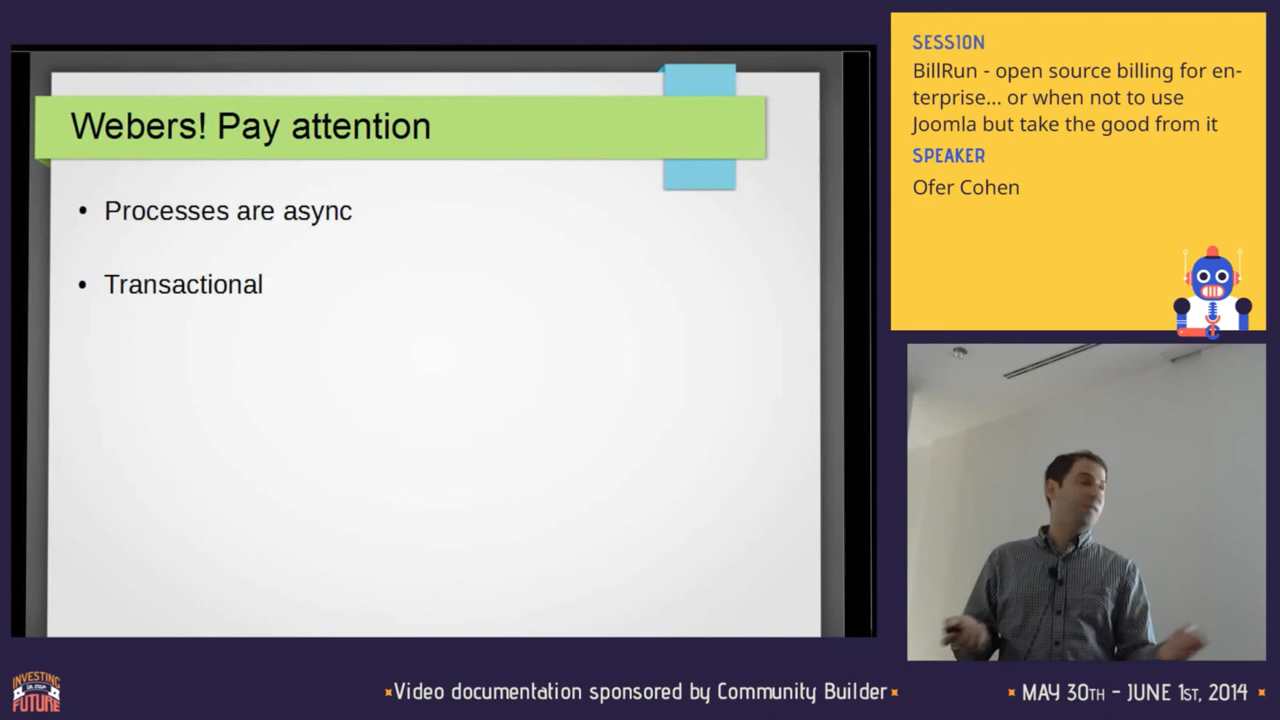 Webers! Pay attention
• Processes are async
• Transactional
SESSION
BillRun - open source billing for en-
terprise... or when not to use
Joomla but take the good from it
SPEAKER
Ofer Cohen
INVESTING
IN OUR
FUTURE
Video documentation sponsored by Community Builder
MAY 30TH - JUNE 1ST, 2014